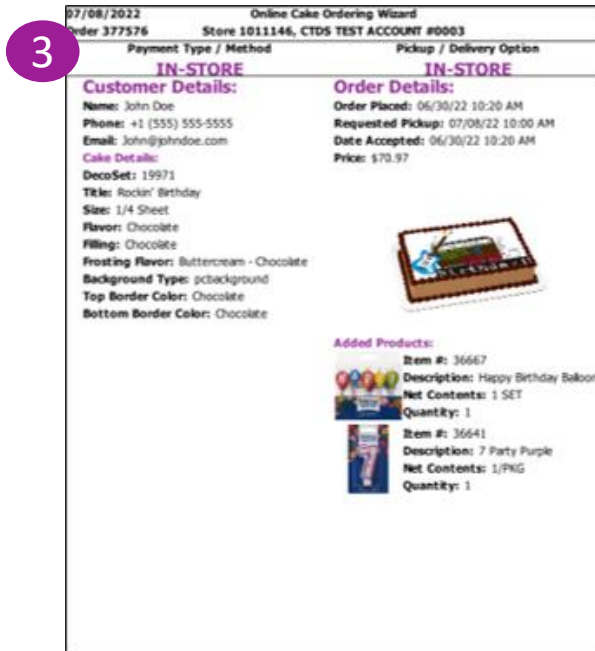 3
07/08/2022 Online Cake Ordering Wizard
Order 377576 Store 1011146, CTDS TEST ACCOUNT #0003
Payment Type / Method Pickup / Delivery Option
IN-STORE IN-STORE
Customer Details:
Name: John Doe
Phone: +1 (555) 555-5555
Email: John@johndoe.com
Cake Details:
DecoSet: 19971
Title: Rockin' Birthday
Size: 1/4 Sheet
Flavor: Chocolate
Filling: Chocolate
Frosting Flavor: Buttercream - Chocolate
Background Type: pcbackground
Top Border Color: Chocolate
Bottom Border Color: Chocolate
Order Details:
Order Placed: 06/30/22 10:20 AM
Requested Pickup: 07/08/22 10:00 AM
Date Accepted: 06/30/22 10:20 AM
Price: $70.97
Added Products:
Item #: 36667
Description: Happy Birthday Balloon
Net Contents: 1 SET
Quantity: 1
Item #: 36641
Description: 7 Party Purple
Net Contents: 1/PKG
Quantity: 1